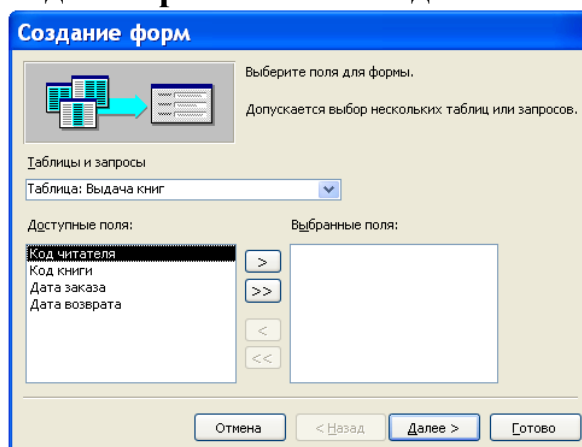 Создание форм
Выберите поля для формы.
Допускается выбор нескольких таблиц или запросов.
Таблицы и запросы
Таблица: Выдача книг
Доступные поля:
Выбранные поля:
Код читателя
Код книги
Дата заказа
Дата возврата
>
>>
<
<<
Отмена
< Назад
Далее >
Готово